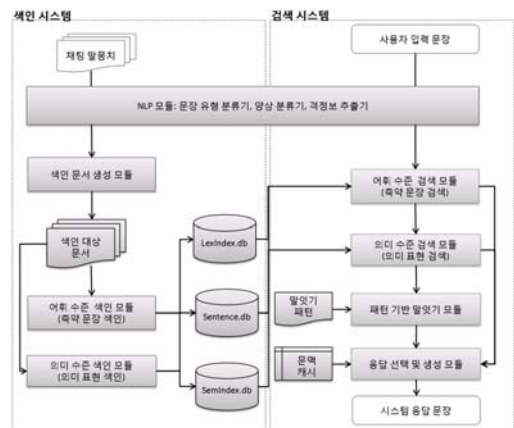 색인 시스템
검색 시스템
채팅 말뭉치
사용자 입력 문장
NLP 모듈: 문장 유형 분류기, 양상 분류기, 격정보 추출기
색인 문서 생성 모듈
어휘 수준 검색 모듈
(축약 문장 검색)
색인 대상
문서
LexIndex.db
의미 수준 검색 모듈
(의미 표현 검색)
어휘 수준 색인 모듈
(축약 문장 색인)
Sentence.db
말잇기
패턴
패턴 기반 말잇기 모듈
의미 수준 색인 모듈
(의미 표현 색인)
SemIndex.db
문맥
캐시
응답 선택 및 생성 모듈
시스템 응답 문장